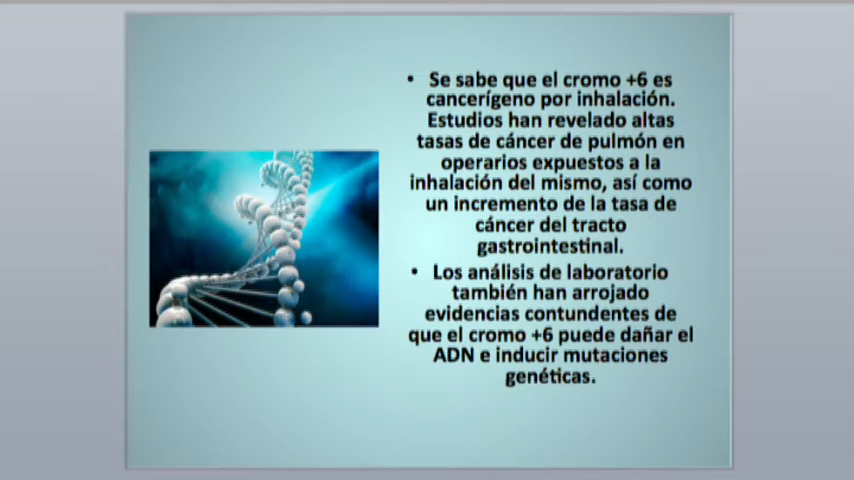 • Se sabe que el cromo +6 es
cancerígeno por inhalación.
Estudios han revelado altas
tasas de cáncer de pulmón en
operarios expuestos a la
inhalación del mismo, así como
un incremento de la tasa de
cáncer del tracto
gastrointestinal.
• Los análisis de laboratorio
también han arrojado
evidencias contundentes de
que el cromo +6 puede dañar el
ADN e inducir mutaciones
genéticas.